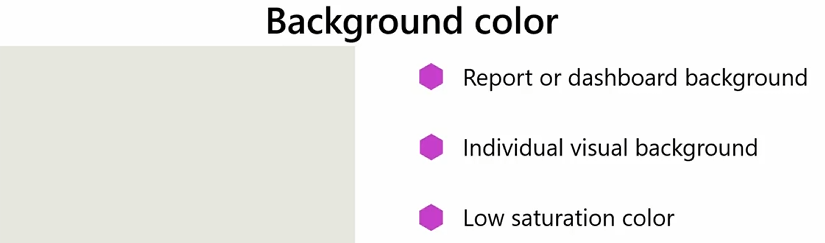 Background color
Report or dashboard background
Individual visual background
Low saturation color